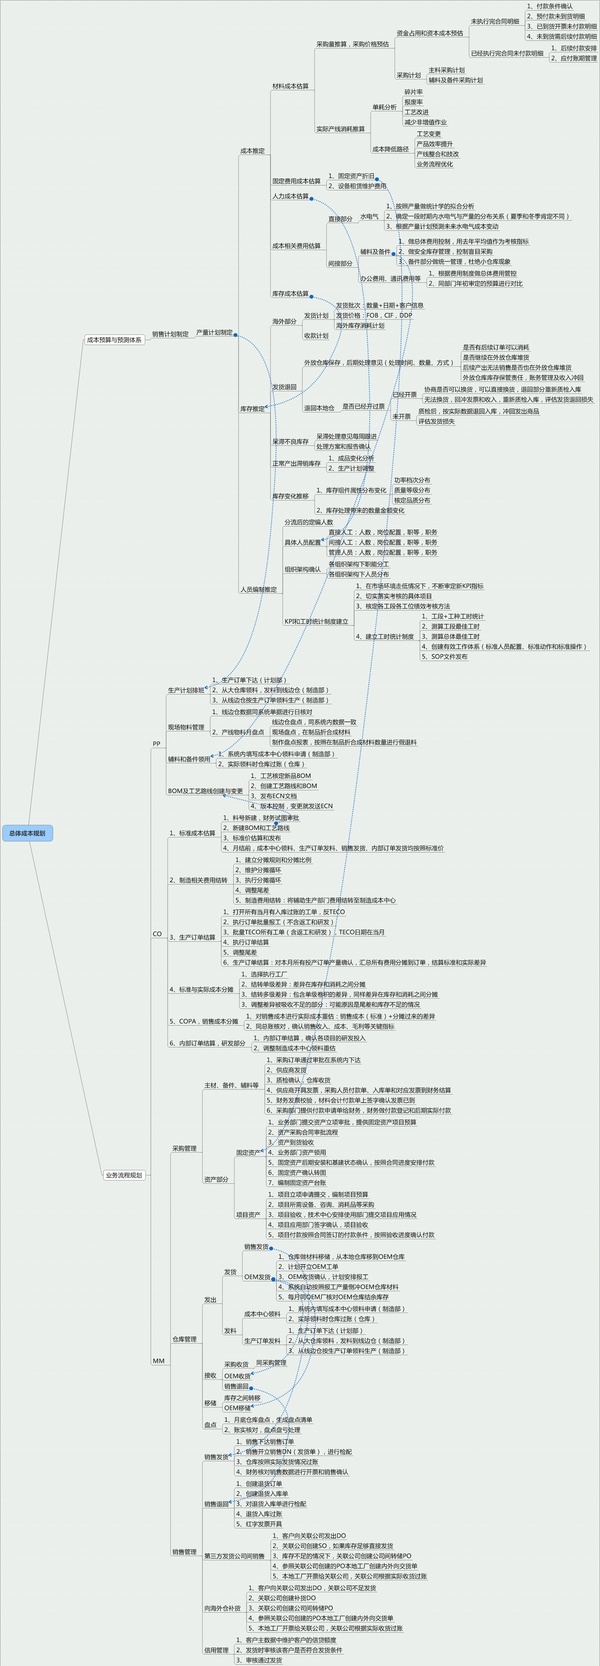 1、付款条件确认
2、预付款未到货明细
3、已到货开票未付款明细
4、未到货需后续付款明细
未执行完合同明细
资金占用和资本成本预估
1、后续付款安排
2、应付账期管理
已经执行完合同未付款明细
采购量推算，采购价格预估
主料采购计划
辅料及备件采购计划
采购计划
材料成本估算
碎片率
报废率
工艺改进
减少非增值作业
单耗分析
实际产线消耗推算
工艺变更
产品效率提升
产线整合和技改
业务流程优化
成本降低路径
成本推定
固定费用成本估算
1、固定资产折旧
2、设备租赁维护费用
人力成本估算
直接部分
水电气
1、按照产量做统计学的拟合分析
2、确定一段时期内水电气与产量的分布关系（夏季和冬季肯定不同）
3、根据产量计划预测未来水电气成本变动
成本相关费用估算
间接部分
辅料及备件
1、做总体费用控制，用去年平均值作为考核指标
2、做安全库存管理，控制盲目采购
3、备件部分做统一管理，杜绝小仓库现象
办公费用、通讯费用等
1、根据费用制度做总体费用管控
2、同部门年初审定的预算进行对比
库存成本估算
成本预算与预测体系
销售计划制定
产量计划制定
海外部分
发货计划
发货批次：数量+日期+客户信息
发货价格：FOB，CIF，DDP
海外库存消耗计划
收款计划
发货退回
外放仓库保存，后期处理意见（处理时间、数量、方式）
是否有后续订单可以消耗
是否继续在外放仓库堆货
后续产出无法销售是否也在外放仓库堆货
外放仓库库存保管责任，账务管理及收入冲回
退回本地仓
是否已经开过票
已经开票
协商是否可以换货，可以直接换货，退回部分重新质检入库
无法换货，回冲发票和收入，重新质检入库，评估发货退回损失
未开票
质检后，按实际数据退回入库，冲回发出商品
评估发货损失
库存推定
呆滞不良库存
呆滞处理意见每周跟进
处理方案和报告确认
正常产出滞销库存
1、成品变化分析
2、生产计划调整
库存变化推移
1、库存组件属性分布变化
功率档次分布
质量等级分布
核定品质分布
2、库存处理带来的数量金额变化
人员编制推定
分流后的定编人数
具体人员配置
直接人工：人数，岗位配置，职等，职务
间接人工：人数，岗位配置，职等，职务
管理人员：人数，岗位配置，职等，职务
组织架构确认
各组织架构下职能分工
各组织架构下人员分布
KPI和工时统计制度建立
1、在市场环境走低情况下，不断审定新KPI指标
2、切实落实考核的具体项目
3、核定各工段各工位绩效考核方法
4、建立工时统计制度
1、工段+工种工时统计
2、测算工段最佳工时
3、测算总体最佳工时
4、创建有效工作体系（标准人员配置、标准动作和标准操作）
5、SOP文件发布
总体成本规划
业务流程规划
PP
生产计划排班
1、生产订单下达（计划部）
2、从大仓库领料，发料到线边仓（制造部）
3、从线边仓按生产订单领料生产（制造部）
现场物料管理
1、线边仓数据同系统单据进行日核对
2、产线物料月盘点
线边仓盘点，同系统内数据一致
现场盘点，在制品折合成材料
制作盘点报表，按照在制品折合成材料数量进行假退料
辅料和备件领用
1、系统内填写成本中心领料申请（制造部）
2、实际领料时仓库过账（仓库）
BOM及工艺路线创建与变更
1、工艺核定新品BOM
2、创建工艺路线和BOM
3、发布ECN文档
4、版本控制，变更就发送ECN
CO
1、标准成本估算
1、料号新建，财务试图审批
2、新建BOM和工艺路线
3、标准价估算和发布
4、月结前，成本中心领料、生产订单发料、销售发货、内部订单发货均按照标准价
2、制造相关费用结转
1、建立分摊规则和分摊比例
2、维护分摊循环
3、执行分摊循环
4、调整尾差
5、制造费用结转：将辅助生产部门费用结转至制造成本中心
3、生产订单结算
1、打开所有当月有入库过账的工单，反TECO
2、执行订单批量报工（不含返工和研发）
3、批量TECO所有工单（含返工和研发），TECO日期在当月
4、执行订单结算
5、调整尾差
6、生产订单结算：对本月所有投产订单产量确认，汇总所有费用分摊到订单，结算标准和实际差异
4、标准与实际成本分摊
1、选择执行工厂
2、结转单级差异：差异在库存和消耗之间分摊
3、结转多级差异：包含单级卷积的差异，同样差异在库存和消耗之间分摊
3、调整差异被吸收不足的部分：可能原因是尾差和库存不足的情况
5、COPA，销售成本分摊
1、对销售成本进行实际成本重估：销售成本（标准）+分摊过来的差异
2、同总账核对，确认销售收入、成本、毛利等关键指标
6、内部订单结算，研发部分
1、内部订单结算，确认各项目的研发投入
2、调整制造成本中心领料重估
MM
采购管理
主材、备件、辅料等
1、采购订单通过审批在系统内下达
2、供应商发货
3、质检确认，仓库收货
4、供应商开具发票，采购人员付款单、入库单和对应发票到财务结算
5、财务发票校验，材料会计付款单上签字确认发票已到
6、采购部门提供付款申请单给财务，财务做付款登记和后期实际付款
资产部分
固定资产
1、业务部门提交资产立项审批，提供固定资产项目预算
2、资产采购合同审批流程
3、资产到货验收
4、业务部门资产领用
5、固定资产后期安装和基建状态确认，按照合同进度安排付款
6、固定资产确认转固
7、编制固定资产台账
项目资产
1、项目立项申请提交，编制项目预算
2、项目所需设备、咨询、消耗品等采购
3、项目验收，技术中心安排使用部门提交项目应用情况
4、项目应用部门签字确认，项目验收
5、项目付款按照合同签订的付款条件，按照验收进度确认付款
仓库管理
发出
发货
销售发货
OEM发货
1、仓库做材料移储，从本地仓库移到OEM仓库
2、计划开立OEM工单
3、OEM收货确认，计划安排报工
4、系统自动按照报工产量倒冲OEM仓库材料
5、每月同OEM厂核对OEM仓库结余库存
发料
成本中心领料
1、系统内填写成本中心领料申请（制造部）
2、实际领料时仓库过账（仓库）
生产订单发料
1、生产订单下达（计划部）
2、从大仓库领料，发料到线边仓（制造部）
3、从线边仓按生产订单领料生产（制造部）
接收
采购收货
同采购管理
OEM收货
销售退回
移储
库存之间转移
OEM移储
盘点
1、月底仓库盘点，生成盘点清单
2、账实核对，盘点盘亏处理
销售管理
销售发货
1、销售下达销售订单
2、销售开立销售DN（发货单），进行检配
3、仓库按照实际发货情况过账
4、财务核对销售数据进行开票和销售确认
销售退回
1、创建退货订单
2、创建退货入库单
3、对退货入库单进行检配
4、退货入库过账
5、红字发票开具
第三方发货公司间销售
1、客户向关联公司发出DO
2、关联公司创建SO，如果库存足够直接发货
3、库存不足的情况下，关联公司创建公司间转储PO
4、参照关联公司创建的PO本地工厂创建内外向交货单
5、本地工厂开票给关联公司，关联公司根据实际收货过账
向海外仓补货
1、客户向关联公司发出DO，关联公司不足发货
2、关联公司创建补货DO
3、关联公司创建公司间转储PO
4、参照关联公司创建的PO本地工厂创建内外向交货单
5、本地工厂开票给关联公司，关联公司根据实际收货过账
信用管理
1、客户主数据中维护客户的信贷额度
2、发货时审核该客户是否符合发货条件
3、审核通过发货